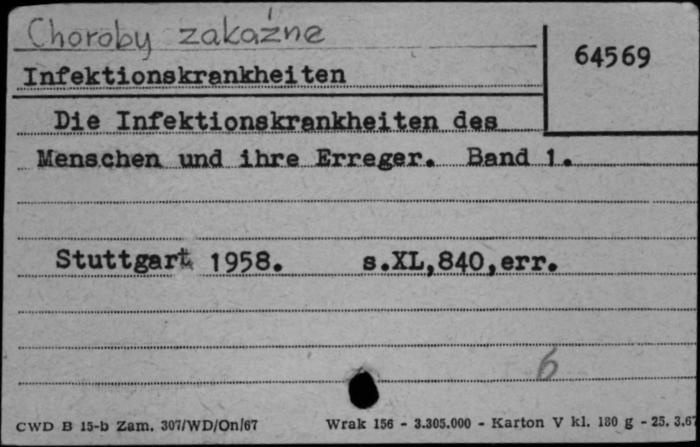 Choroby zakaźne
64569
Infektionskrankheiten
Die Infektionskrankheiten des
Menschen und ihre Erreger. Band 1.
Stuttgart 1958. s.XL,840,err.
6
CWD B 15-b Zam. 307/WD/On/67 Wrak 156 - 3.305.000 - Karton V kl. 180 g - 25. 3.67